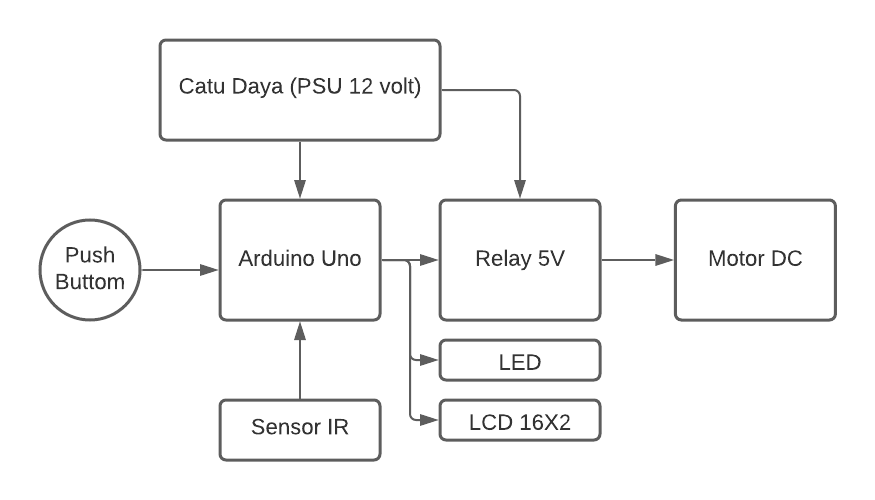 Catu Daya (PSU 12 volt)
Push
Buttom
Arduino Uno
Relay 5V
Motor DC
LED
LCD 16X2
Sensor IR